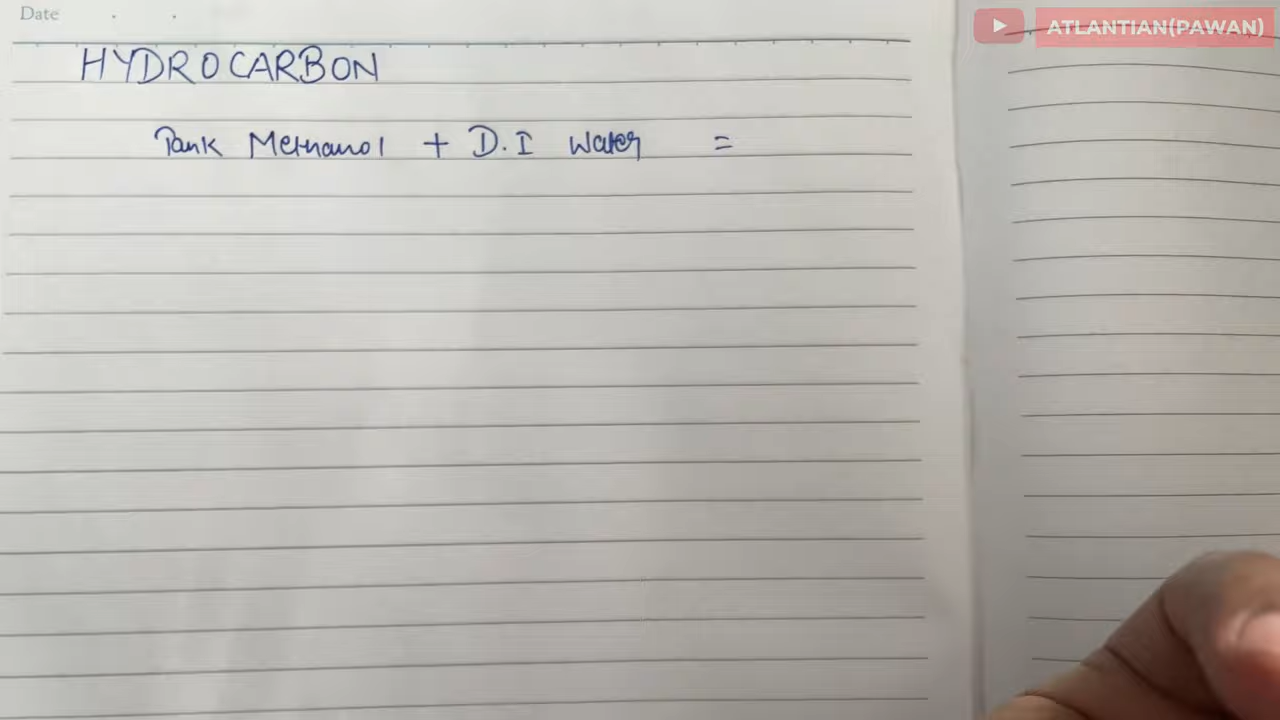 Date
ATLANTIAN(PAWAN)
HYDROCARBON
Tank Methanol + D.I Water =